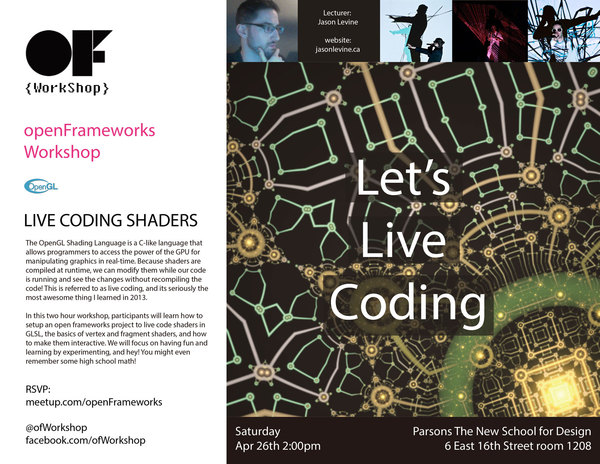 OF
{WorkShop}
openFrameworks
Workshop
OpenGL
LIVE CODING SHADERS
The OpenGL Shading Language is a C-like language that
allows programmers to access the power of the GPU for
manipulating graphics in real-time. Because shaders are
compiled at runtime, we can modify them while our code
is running and see the changes without recompiling the
code! This is referred to as live coding, and its seriously the
most awesome thing I learned in 2013.
In this two hour workshop, participants will learn how to
setup an open frameworks project to live code shaders in
GLSL, the basics of vertex and fragment shaders, and how
to make them interactive. We will focus on having fun and
learning by experimenting, and hey! You might even
remember some high school math!
RSVP:
meetup.com/openFrameworks
@ofWorkshop
facebook.com/ofWorkshop
Lecturer:
Jason Levine
website:
jasonlevine.ca
Let's
Live
Coding
Saturday
Apr 26th 2:00pm
Parsons The New School for Design
6 East 16th Street room 1208